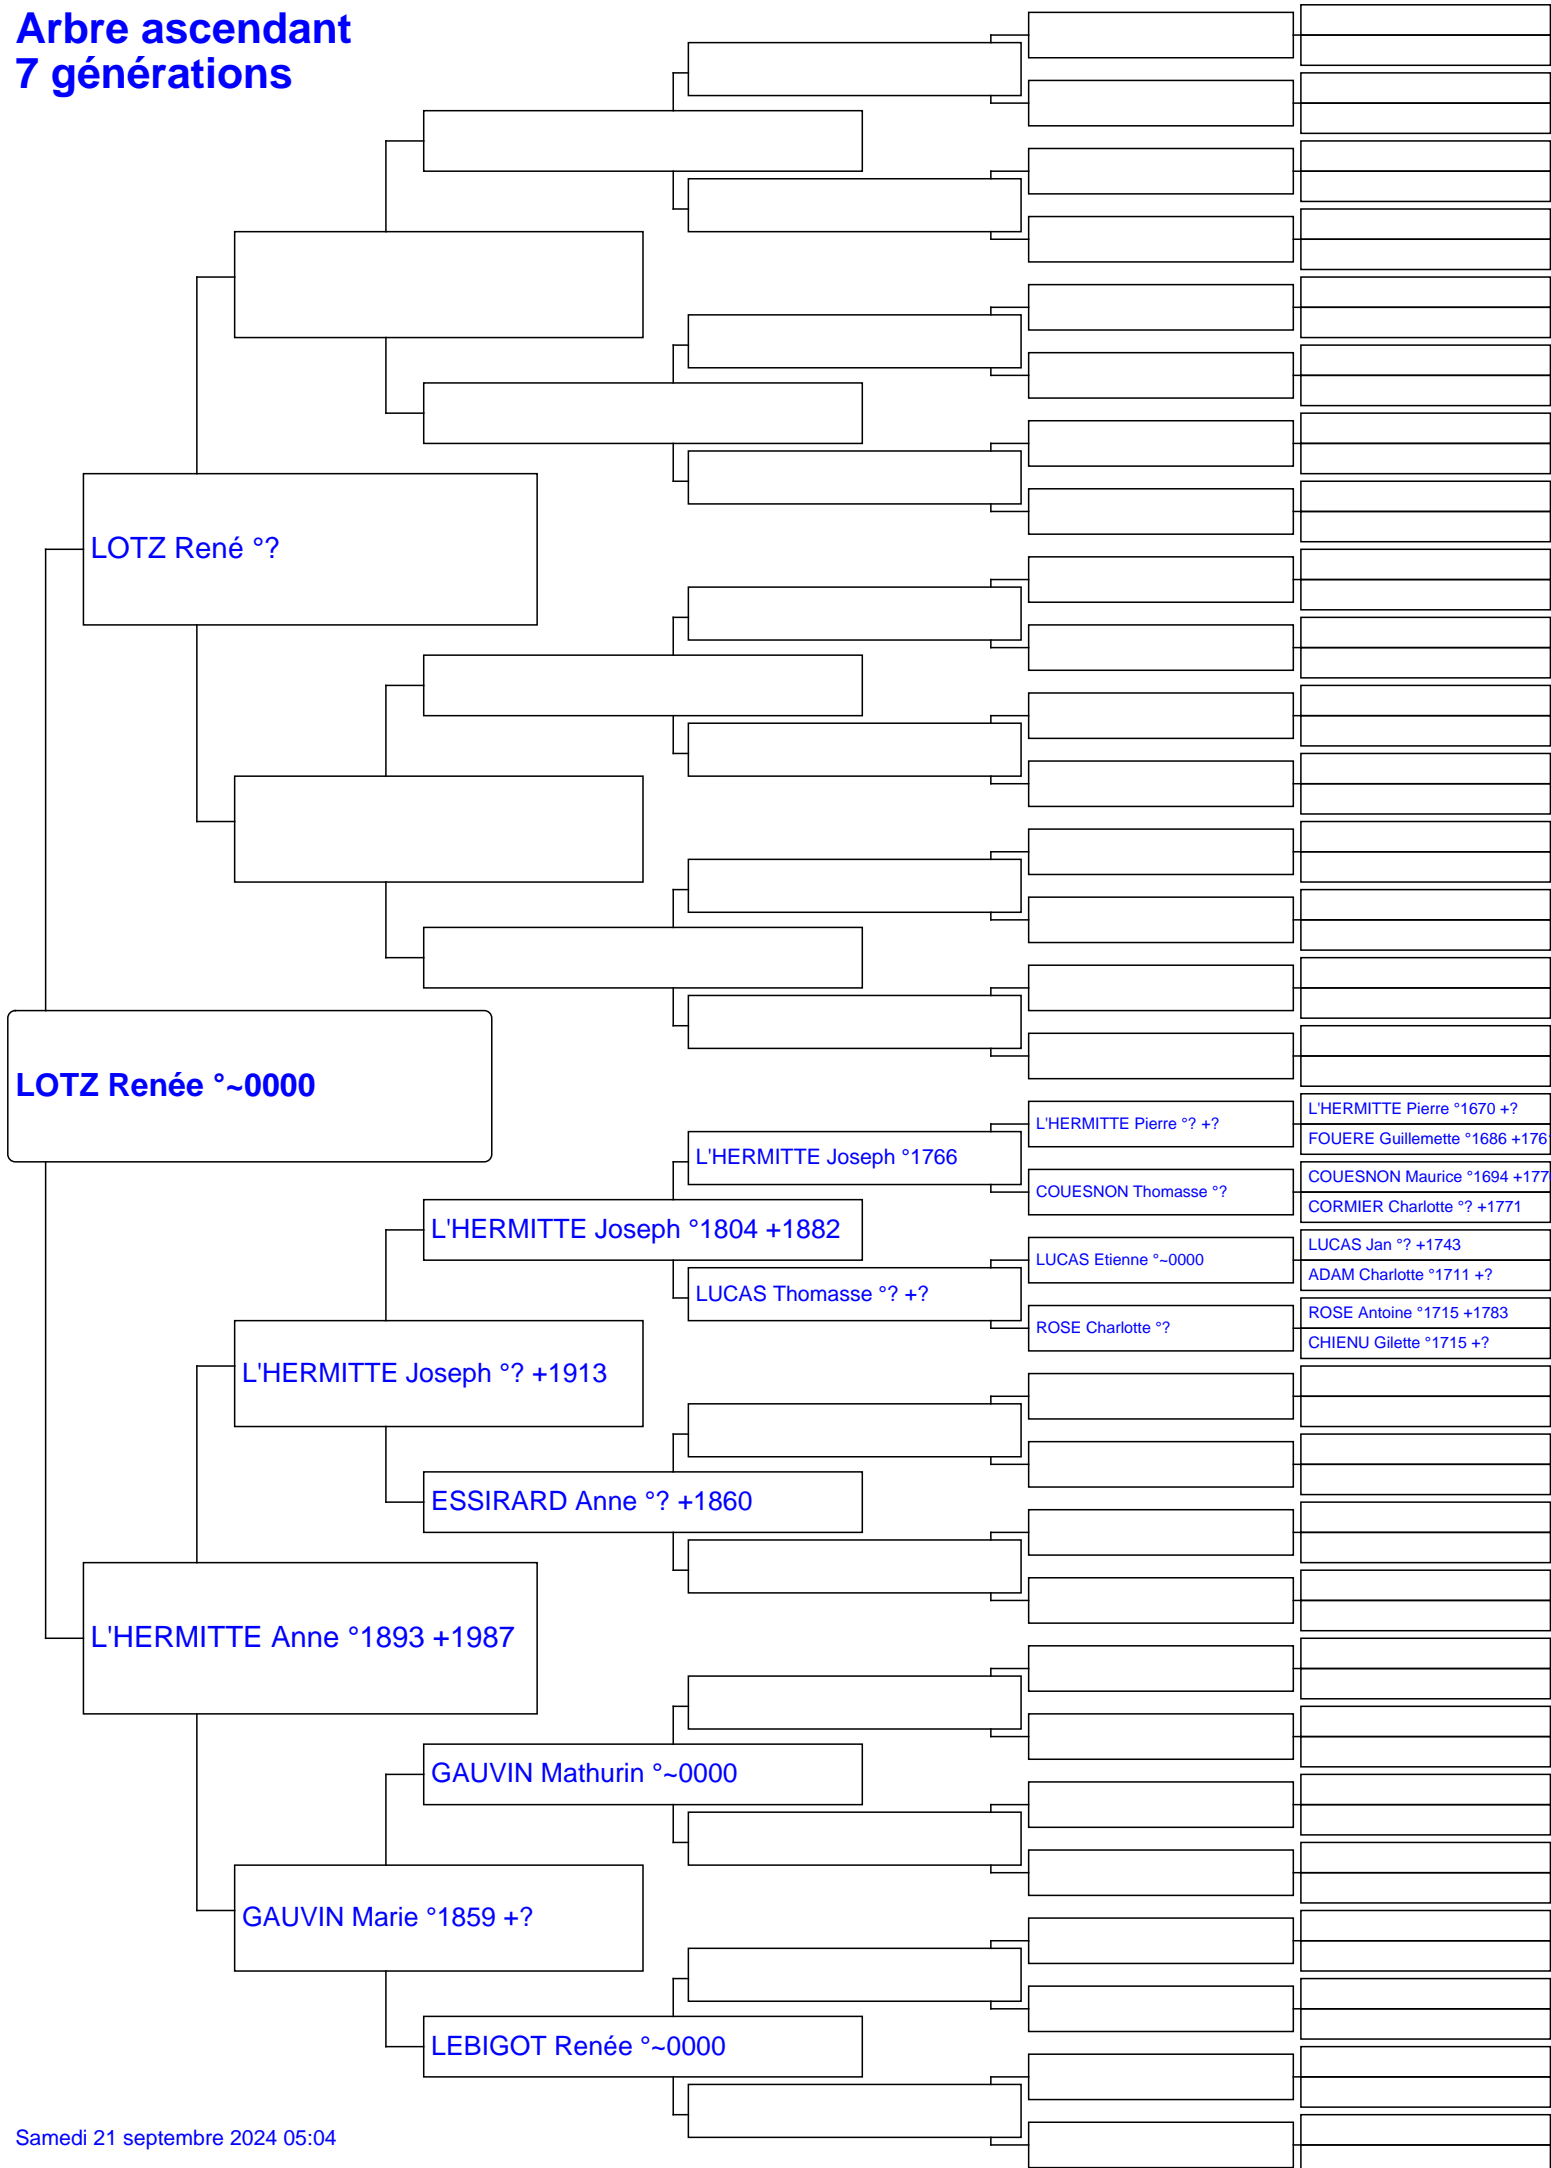 Arbre ascendant
7 générations
LOTZ René °?
LOTZ Renée °~0000
L'HERMITTE Pierre °? +?
L'HERMITTE Pierre °1670 +?
FOUERE Guillemette °1686 +176
L'HERMITTE Joseph °1766
COUESNON Thomasse °?
COUESNON Maurice °1694 +177
CORMIER Charlotte °? +1771
L'HERMITTE Joseph °1804 +1882
LUCAS Etienne °~0000
LUCAS Jan °? +1743
ADAM Charlotte °1711 +?
LUCAS Thomasse °? +?
ROSE Charlotte °?
ROSE Antoine °1715 +1783
CHIENU Gilette °1715 +?
L'HERMITTE Joseph °? +1913
ESSIRARD Anne °? +1860
L'HERMITTE Anne °1893 +1987
GAUVIN Mathurin °~0000
GAUVIN Marie °1859 +?
LEBIGOT Renée °~0000
Samedi 21 septembre 2024 05:04